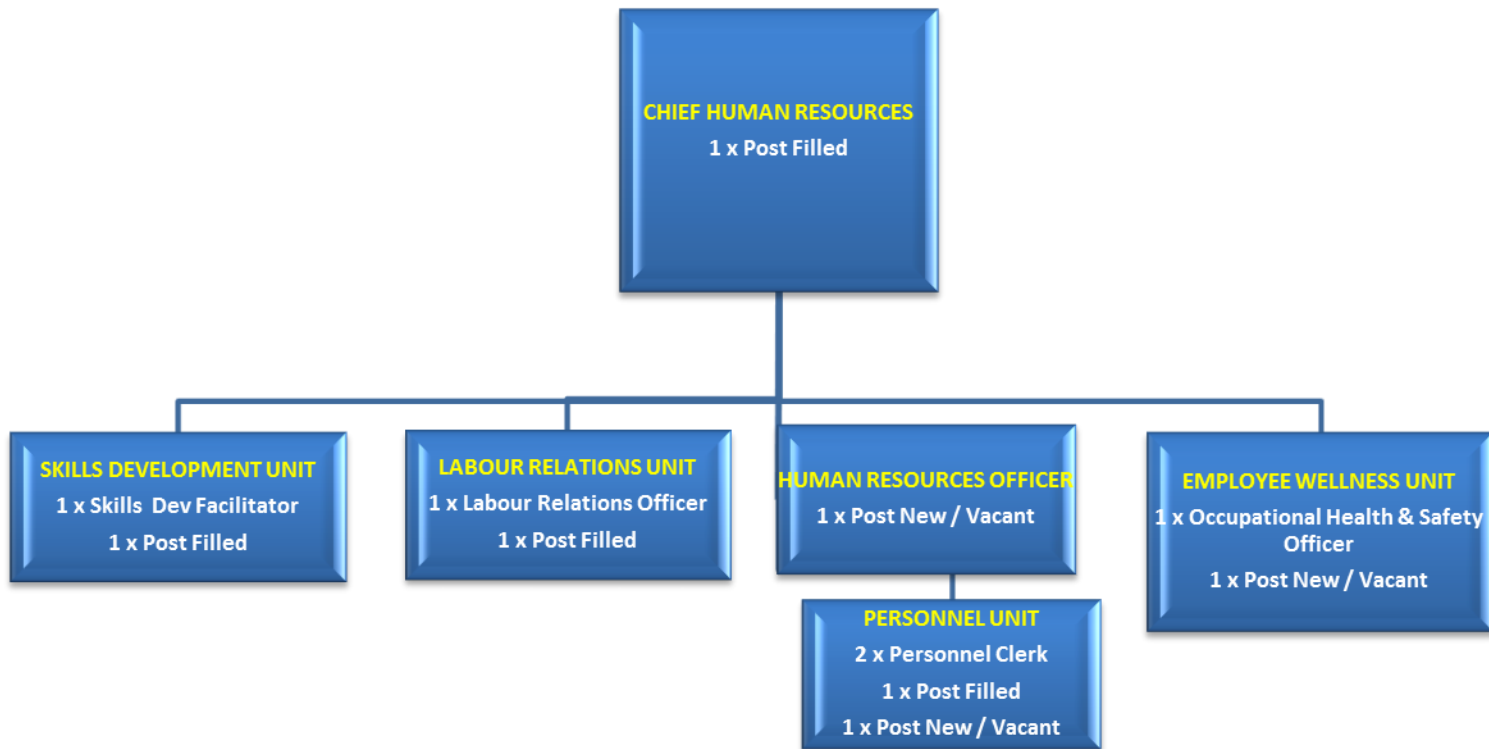 CHIEF HUMAN RESOURCES
1 x Post Filled
SKILLS DEVELOPMENT UNIT
1 x Skills Dev Facilitator
1 x Post Filled
LABOUR RELATIONS UNIT
1 x Labour Relations Officer
1 x Post Filled
HUMAN RESOURCES OFFICER
1 x Post New / Vacant
PERSONNEL UNIT
2 x Personnel Clerk
1 x Post Filled
1 x Post New / Vacant
EMPLOYEE WELLNESS UNIT
1 x Occupational Health & Safety
Officer
1 x Post New / Vacant